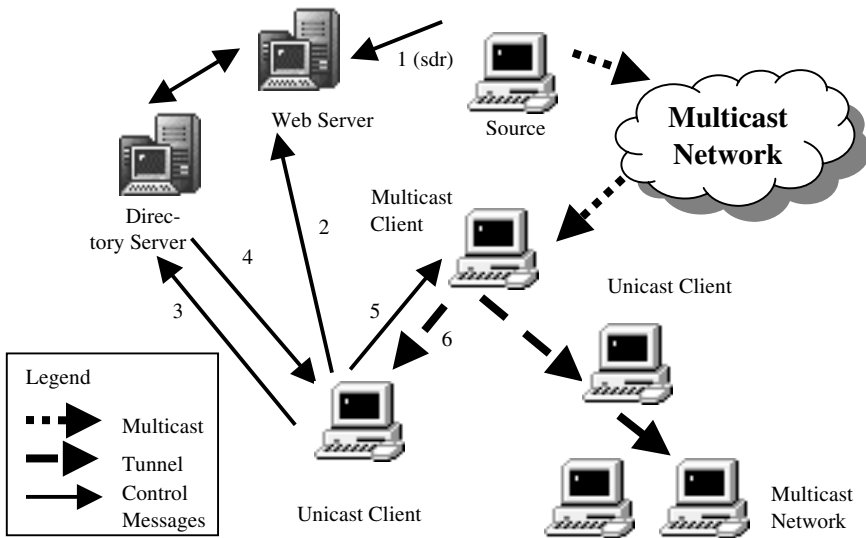 1 (sdr)
Web Server
Source
Multicast
Network
Direc-
tory Server
Multicast
Client
2
4
3
5
6
Unicast Client
Legend
Multicast
Tunnel
Control
Messages
Unicast Client
Multicast
Network